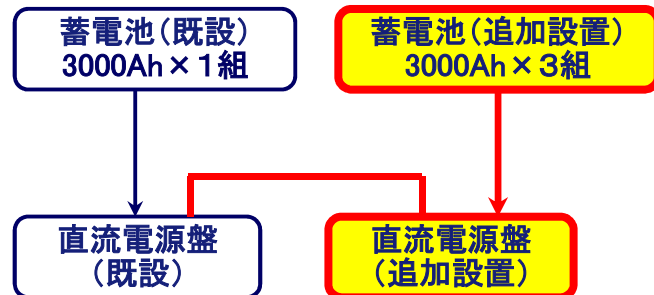 蓄電池(既設)
3000Ah×1組
蓄電池(追加設置)
3000Ah×3組
直流電源盤
(既設)
直流電源盤
(追加設置)